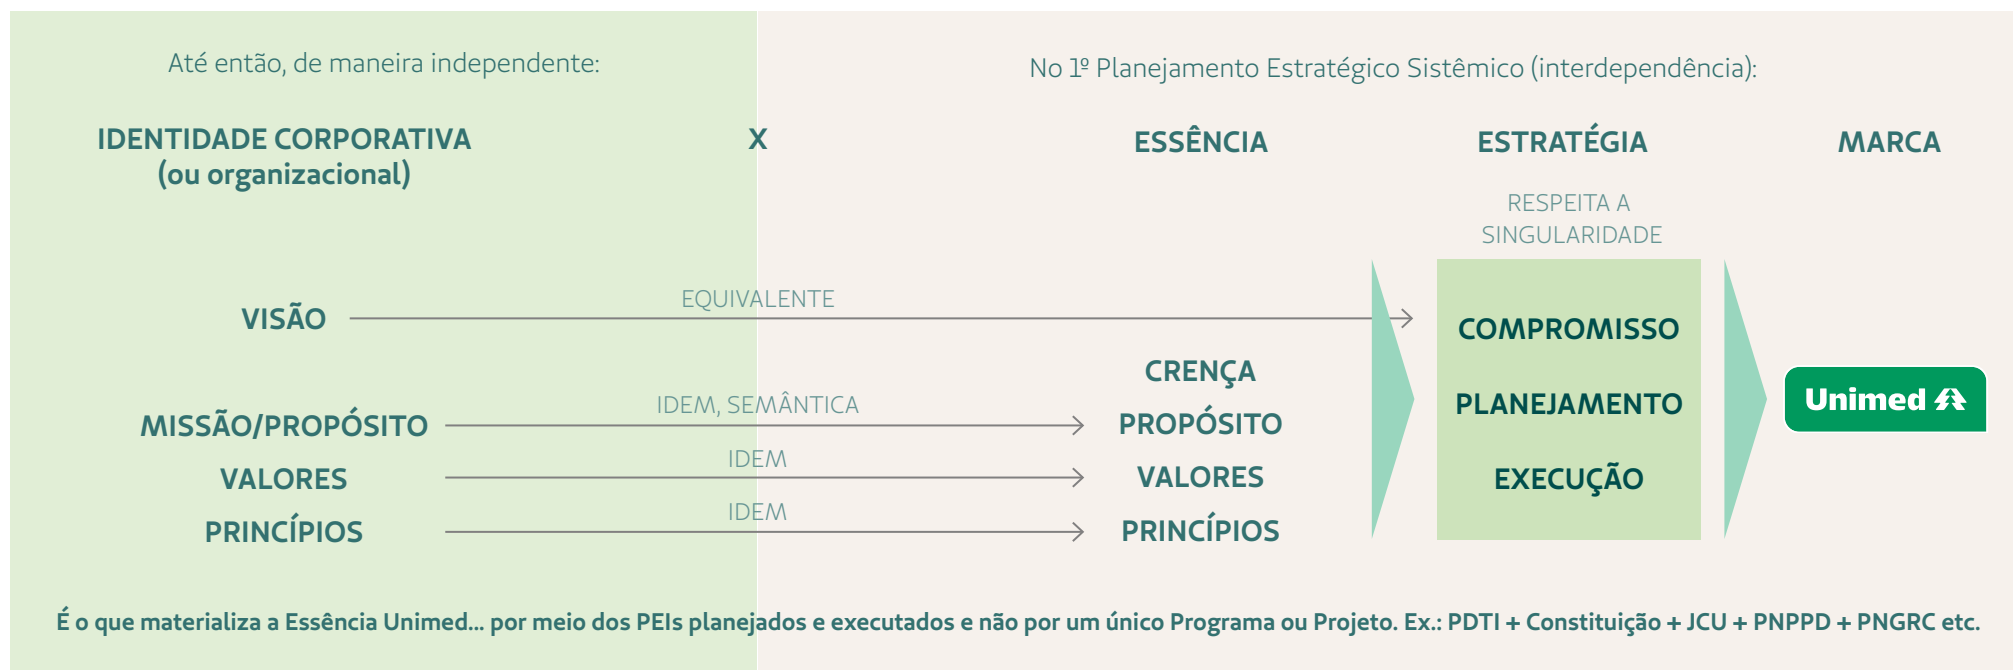 Até então, de maneira independente:
No 1º Planejamento Estratégico Sistêmico (interdependência):
IDENTIDADE CORPORATIVA
(ou organizacional)
X
ESSÊNCIA
ESTRATÉGIA
MARCA
RESPEITA A
SINGULARIDADE
VISÃO
EQUIVALENTE
COMPROMISSO
CRENÇA
MISSÃO/PROPÓSITO
IDEM, SEMÂNTICA
PROPÓSITO
PLANEJAMENTO
Unimed
VALORES
IDEM
VALORES
EXECUÇÃO
PRINCÍPIOS
IDEM
PRINCÍPIOS
É o que materializa a Essência Unimed... por meio dos PEIs planejados e executados e não por um único Programa ou Projeto. Ex.: PDTI + Constituição + JCU + PNPPD + PNGRC etc.